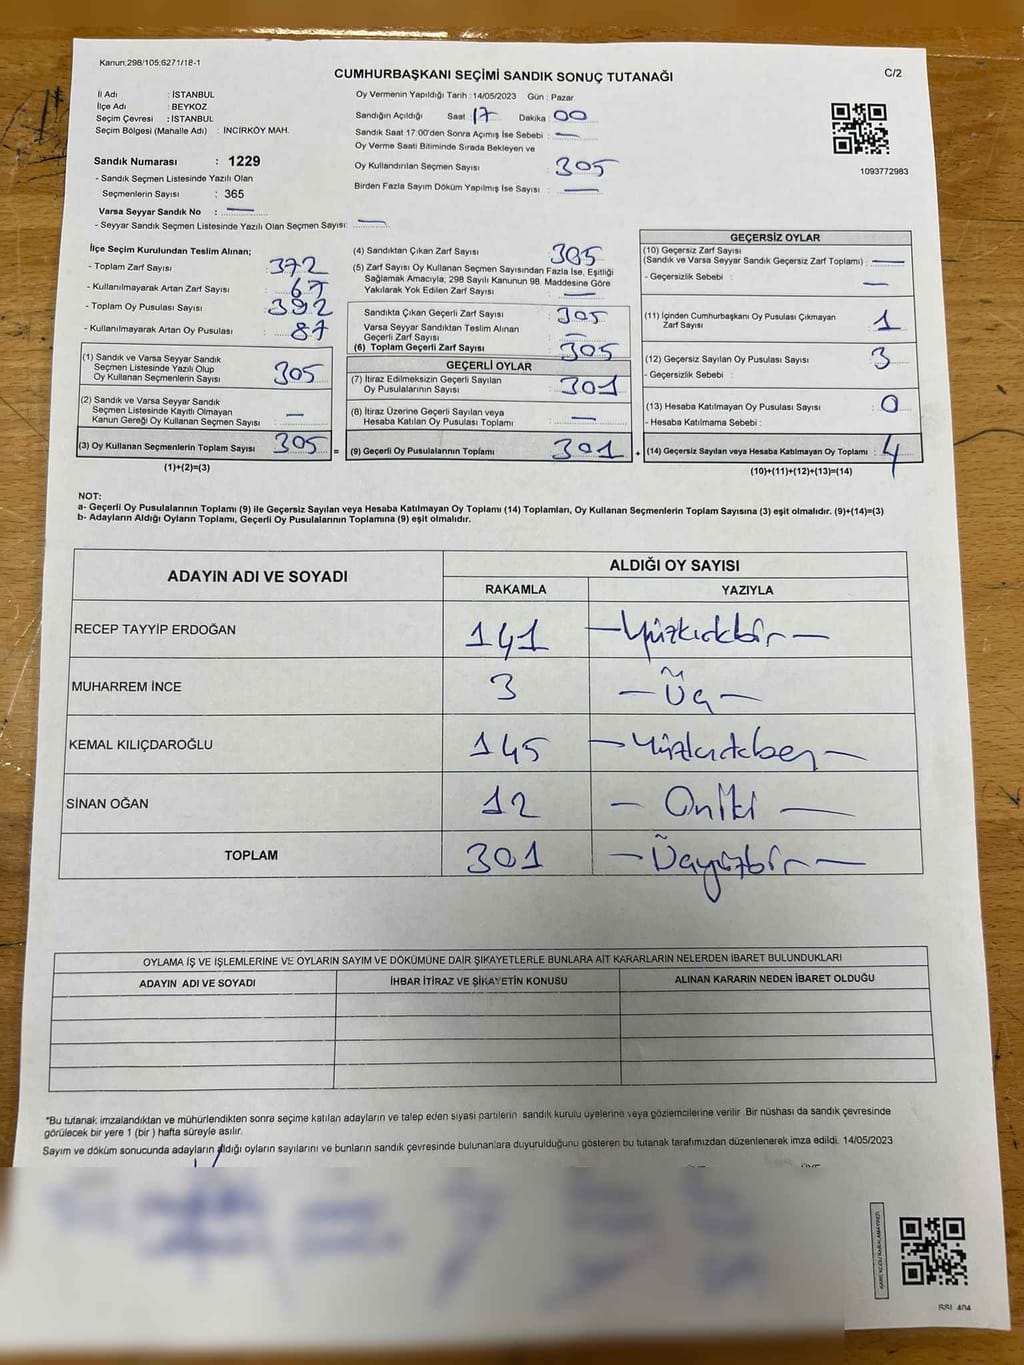 Kanun;298/105;6271/18-1
CUMHURBAŞKANI SEÇİMİ SANDIK SONUÇ TUTANAĞI
C/2
İl Adı : İSTANBUL
İlçe Adı : BEYKOZ
Seçim Çevresi : İSTANBUL
Seçim Bölgesi (Mahalle Adı) : İNCİRKÖY MAH.
Sandık Numarası : 1229
- Sandık Seçmen Listesinde Yazılı Olan
Seçmenlerin Sayısı : 365
Varsa Seyyar Sandık No : —
- Seyyar Sandık Seçmen Listesinde Yazılı Olan Seçmen Sayısı: —
Oy Vermenin Yapıldığı Tarih : 14/05/2023 Gün : Pazar
Sandığın Açıldığı Saat 17 Dakika : 00
Sandık Saat 17:00'den Sonra Açılmış İse Sebebi : —
Oy Verme Saati Bitiminde Sırada Bekleyen ve
Oy Kullandırılan Seçmen Sayısı 305
Birden Fazla Sayım Döküm Yapılmış İse Sayısı : —
1093772983
İlçe Seçim Kurulundan Teslim Alınan;
- Toplam Zarf Sayısı : 372
- Kullanılmayarak Artan Zarf Sayısı : 67
- Toplam Oy Pusulası Sayısı : 392
- Kullanılmayarak Artan Oy Pusulası : 87
(1) Sandık ve Varsa Seyyar Sandık
Seçmen Listesinde Yazılı Olup
Oy Kullanan Seçmenlerin Sayısı : 305
(2) Sandık ve Varsa Seyyar Sandık
Seçmen Listesinde Kayıtlı Olmayan
Kanun Gereği Oy Kullanan Seçmen Sayısı : —
(3) Oy Kullanan Seçmenlerin Toplam Sayısı : 305
(1)+(2)=(3)
=
(4) Sandıktan Çıkan Zarf Sayısı : 305
(5) Zarf Sayısı Oy Kullanan Seçmen Sayısından Fazla İse, Eşitliği
Sağlamak Amacıyla, 298 Sayılı Kanunun 98. Maddesine Göre
Yakılarak Yok Edilen Zarf Sayısı : —
Sandıkta Çıkan Geçerli Zarf Sayısı : 305
Varsa Seyyar Sandıktan Teslim Alınan
Geçerli Zarf Sayısı : —
(6) Toplam Geçerli Zarf Sayısı : 305
GEÇERLİ OYLAR
(7) İtiraz Edilmeksizin Geçerli Sayılan
Oy Pusulalarının Sayısı : 301
(8) İtiraz Üzerine Geçerli Sayılan veya
Hesaba Katılan Oy Pusulası Toplamı : —
(9) Geçerli Oy Pusulalarının Toplamı : 301
+
GEÇERSİZ OYLAR
(10) Geçersiz Zarf Sayısı
(Sandık ve Varsa Seyyar Sandık Geçersiz Zarf Toplamı) : —
- Geçersizlik Sebebi : —
(11) İçinden Cumhurbaşkanı Oy Pusulası Çıkmayan
Zarf Sayısı : 1
(12) Geçersiz Sayılan Oy Pusulası Sayısı : 3
- Geçersizlik Sebebi :
(13) Hesaba Katılmayan Oy Pusulası Sayısı : 0
- Hesaba Katılmama Sebebi :
(14) Geçersiz Sayılan veya Hesaba Katılmayan Oy Toplamı : 4
(10)+(11)+(12)+(13)=(14)
NOT:
a- Geçerli Oy Pusulalarının Toplamı (9) ile Geçersiz Sayılan veya Hesaba Katılmayan Oy Toplamı (14) Toplamları, Oy Kullanan Seçmenlerin Toplam Sayısına (3) eşit olmalıdır. (9)+(14)=(3)
b- Adayların Aldığı Oyların Toplamı, Geçerli Oy Pusulalarının Toplamına (9) eşit olmalıdır.
ADAYIN ADI VE SOYADI ALDIĞI OY SAYISI
RAKAMLA YAZIYLA
RECEP TAYYİP ERDOĞAN 141 — Yüzkırkbir —
MUHARREM İNCE 3 — Üç —
KEMAL KILIÇDAROĞLU 145 — Yüzkırkbeş —
SİNAN OĞAN 12 — Oniki —
TOPLAM 301 — Üçyüzbir —
OYLAMA İŞ VE İŞLEMLERİNE VE OYLARIN SAYIM VE DÖKÜMÜNE DAİR ŞİKAYETLERLE BUNLARA AİT KARARLARIN NELERDEN İBARET BULUNDUKLARI
ADAYIN ADI VE SOYADI İHBAR İTİRAZ VE ŞİKAYETİN KONUSU ALINAN KARARIN NEDEN İBARET OLDUĞU
*Bu tutanak imzalandıktan ve mühürlendikten sonra seçime katılan adayların ve talep eden siyasi partilerin sandık kurulu üyelerine veya gözlemcilerine verilir. Bir nüshası da sandık çevresinde
görülecek bir yere 1 (bir) hafta süreyle asılır.
Sayım ve döküm sonucunda adayların aldığı oyların sayılarını ve bunların sandık çevresinde bulunanlara duyurulduğunu gösteren bu tutanak tarafımızdan düzenlenerek imza edildi. 14/05/2023
KARE KODU KARALAMAYINIZ!
SSI 404